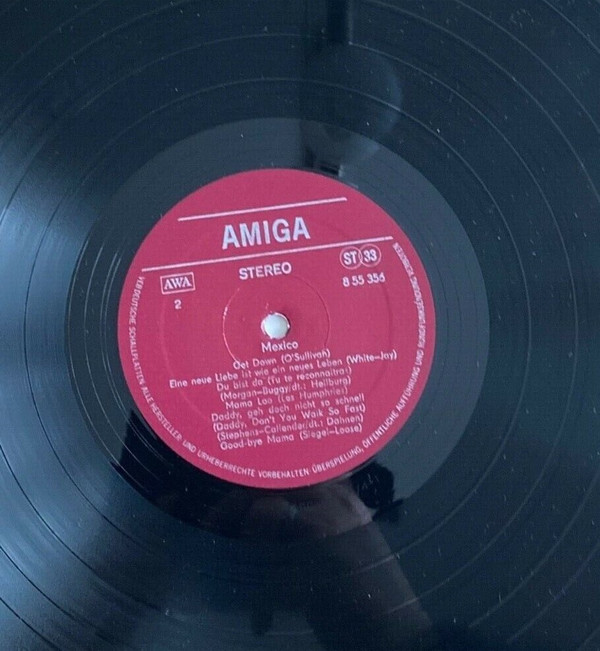 AMIGA
STEREO
ST 33
AWA
2
8 55 356
Mexico
Get Down (O'Sullivan)
Eine neue Liebe ist wie ein neues Leben (White-Jay)
Du bist da (Tu te reconnaîtras)
(Morgan-Bugay/dt.: Heilburg)
Mama Loo (Les Humphries)
Daddy, geh doch nicht so schnell
(Daddy, Don't You Walk So Fast)
(Stephens-Callender/dt.: Dahnen)
Good-bye Mama (Siegel-Loose)
VEB DEUTSCHE SCHALLPLATTEN ALLE HERSTELLER- UND URHEBERRECHTE VORBEHALTEN · ÜBERSPIELUNG, ÖFFENTLICHE AUFFÜHRUNG UND RUNDFUNKSENDUNG VERBOTEN